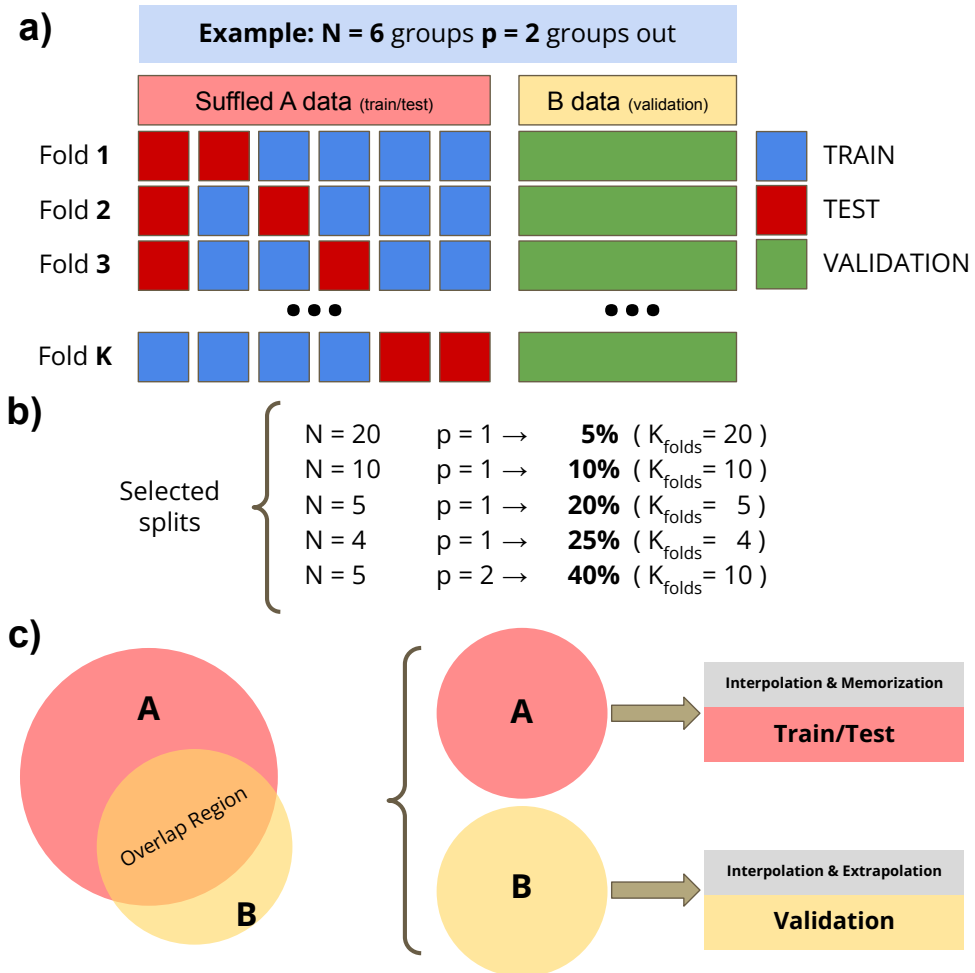 a)
Example: N = 6 groups p = 2 groups out
Suffled A data (train/test)
B data (validation)
Fold 1
TRAIN
Fold 2
TEST
Fold 3
VALIDATION
Fold K
b)
Selected
splits
N = 20 p = 1 → 5% ( Kfolds= 20 )
N = 10 p = 1 → 10% ( Kfolds= 10 )
N = 5 p = 1 → 20% ( Kfolds= 5 )
N = 4 p = 1 → 25% ( Kfolds= 4 )
N = 5 p = 2 → 40% ( Kfolds= 10 )
c)
A
Overlap Region
B
A
Interpolation & Memorization
Train/Test
B
Interpolation & Extrapolation
Validation